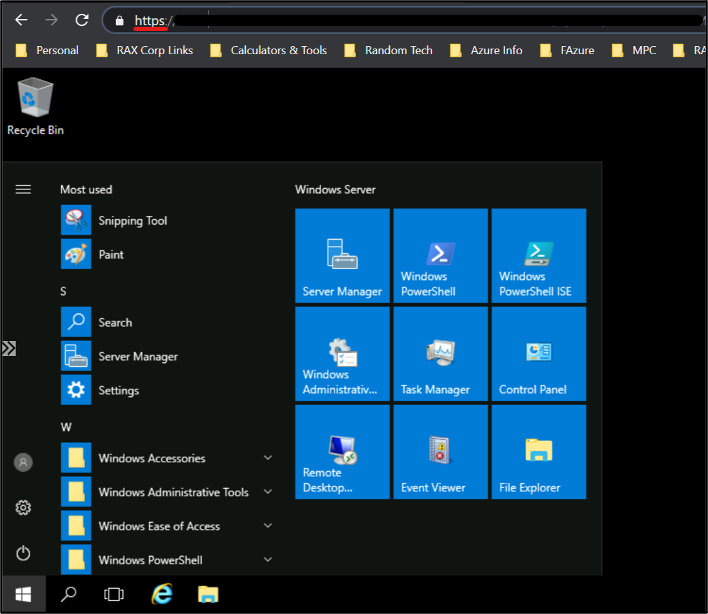 https:/
Personal
RAX Corp Links
Calculators & Tools
Random Tech
Azure Info
FAzure
MPC
RA
Recycle Bin
Most used
Snipping Tool
Paint
S
Search
Server Manager
Settings
W
Windows Accessories
Windows Administrative Tools
Windows Ease of Access
Windows PowerShell
Windows Server
Server Manager
Windows
PowerShell
Windows
PowerShell ISE
Windows
Administrativ...
Task Manager
Control Panel
Remote
Desktop...
Event Viewer
File Explorer